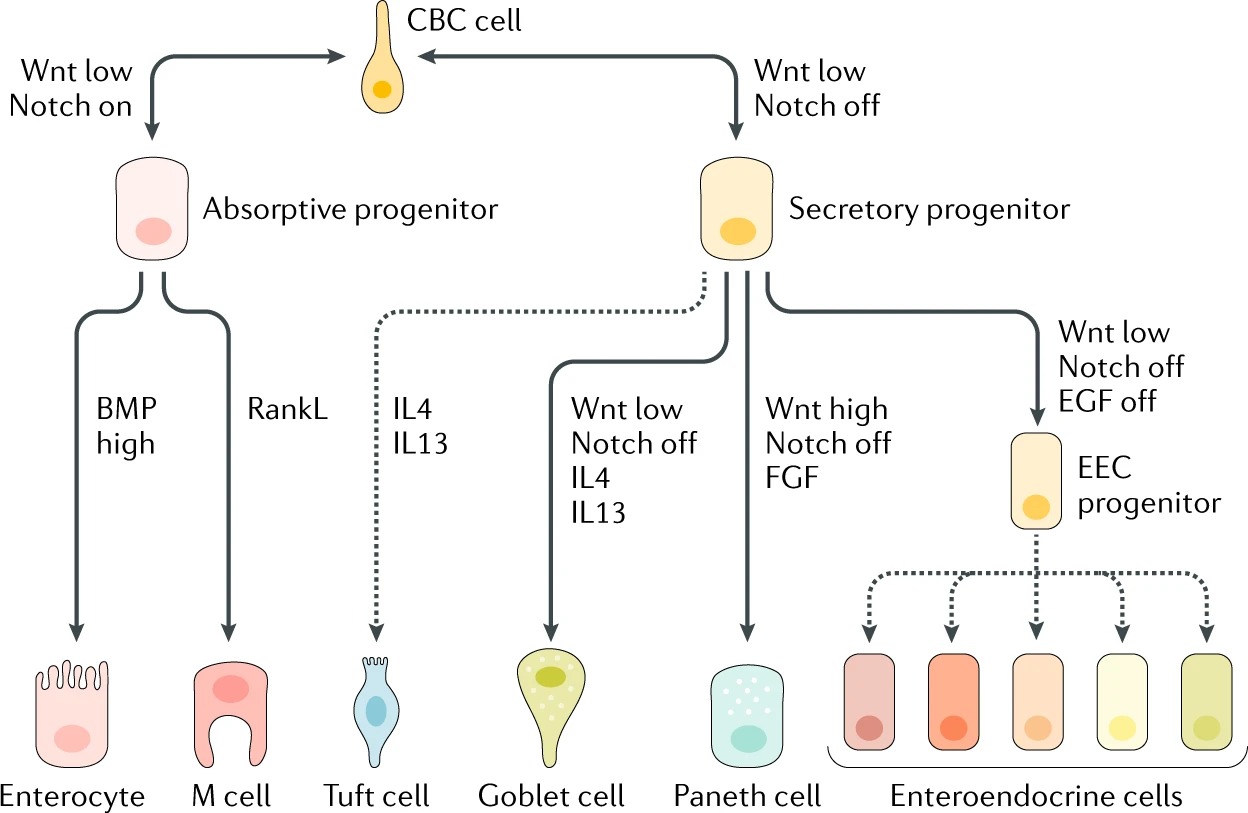 CBC cell
Wnt low
Notch on
Wnt low
Notch off
Absorptive progenitor
Secretory progenitor
BMP
high
RankL
IL4
IL13
Wnt low
Notch off
IL4
IL13
Wnt high
Notch off
FGF
Wnt low
Notch off
EGF off
EEC
progenitor
Enterocyte
M cell
Tuft cell
Goblet cell
Paneth cell
Enteroendocrine cells